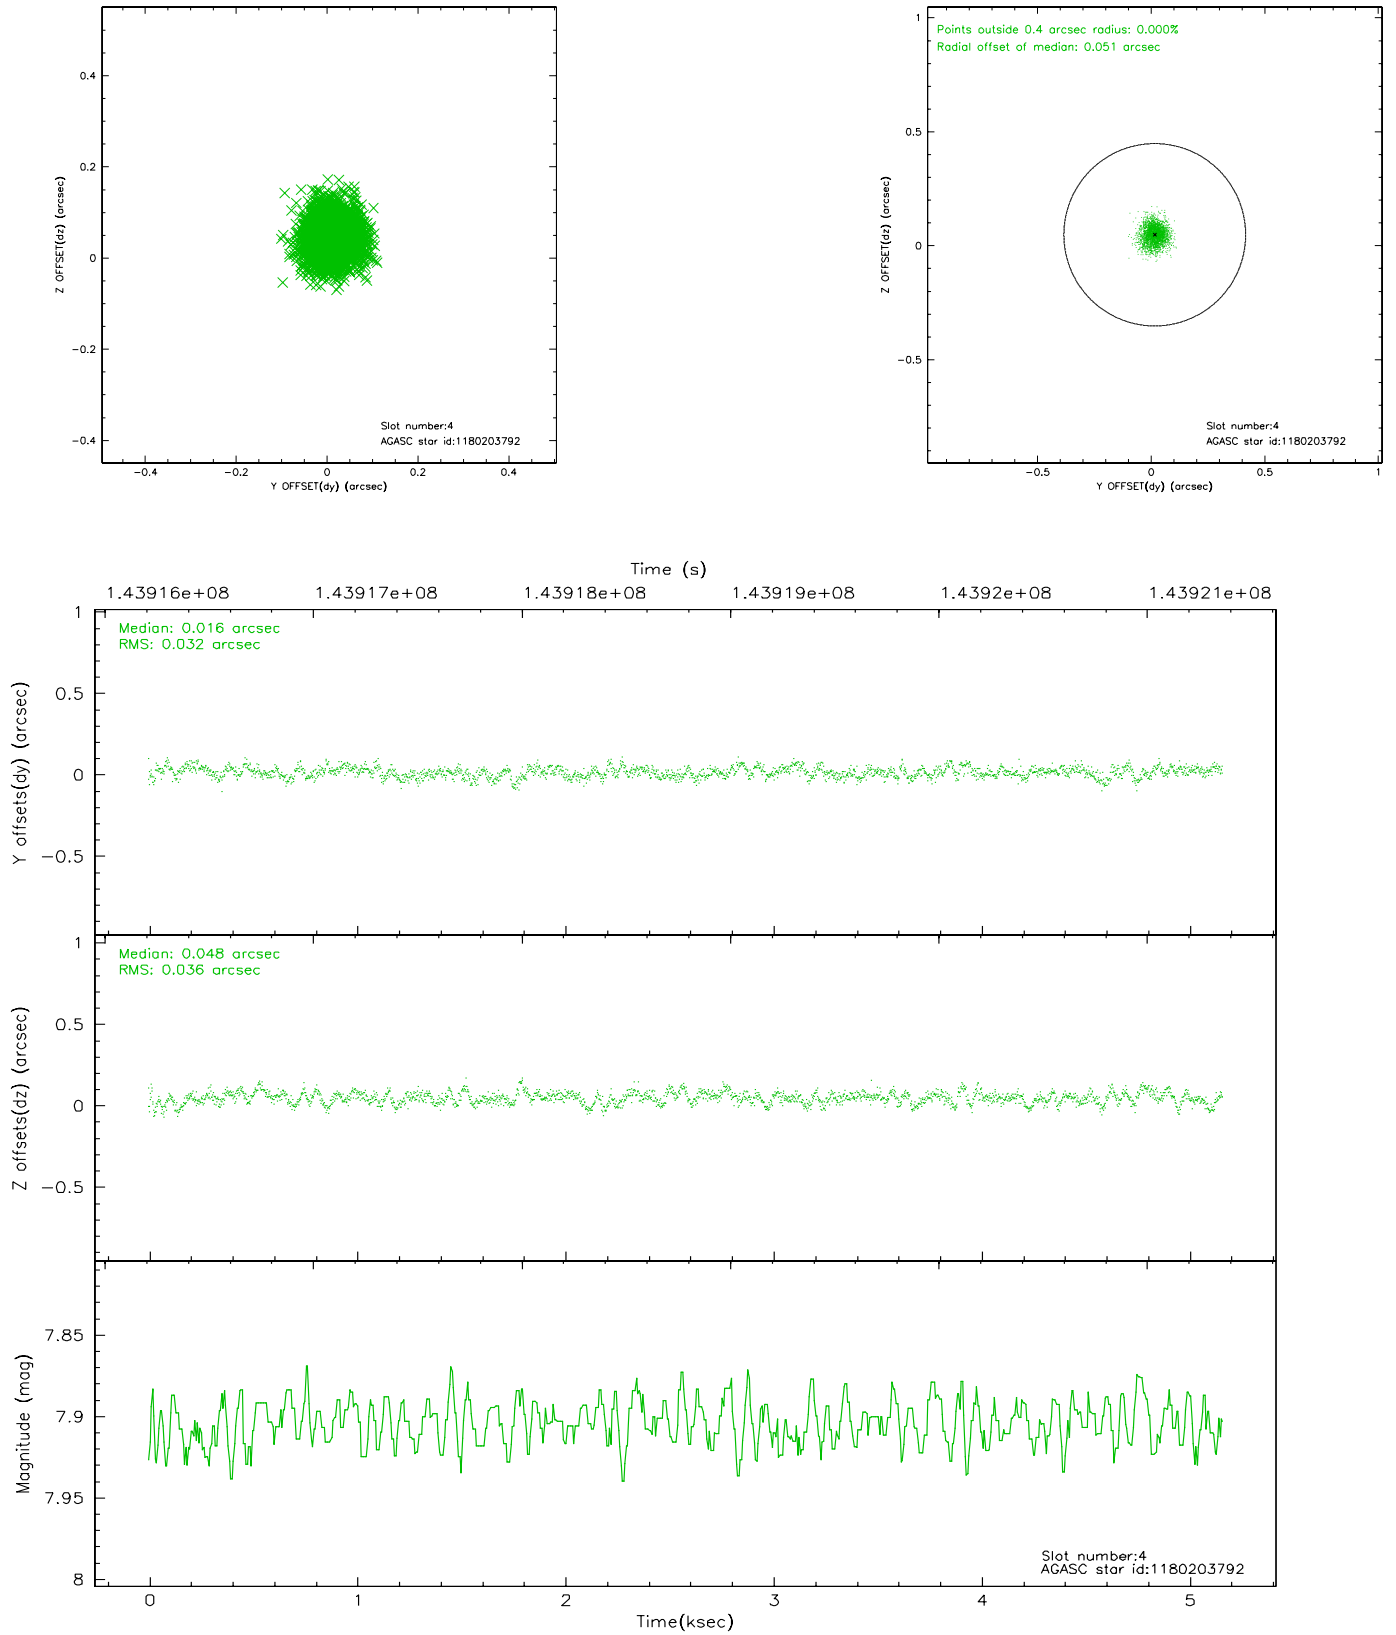 0.4
0.2
0
-0.2
-0.4
Z OFFSET(dz) (arcsec)
Slot number:4
AGASC star id:1180203792
-0.4 -0.2 0 0.2 0.4
Y OFFSET(dy) (arcsec)
Points outside 0.4 arcsec radius: 0.000%
Radial offset of median: 0.051 arcsec
1
0.5
0
-0.5
Z OFFSET(dz) (arcsec)
Slot number:4
AGASC star id:1180203792
-0.5 0 0.5 1
Y OFFSET(dy) (arcsec)
Time (s)
1.43916e+08 1.43917e+08 1.43918e+08 1.43919e+08 1.4392e+08 1.43921e+08
Median: 0.016 arcsec
RMS: 0.032 arcsec
1
0.5
0
-0.5
Y offsets(dy) (arcsec)
Median: 0.048 arcsec
RMS: 0.036 arcsec
1
0.5
0
-0.5
Z offsets(dz) (arcsec)
7.85
7.9
7.95
8
Magnitude (mag)
Slot number:4
AGASC star id:1180203792
0 1 2 3 4 5
Time(ksec)